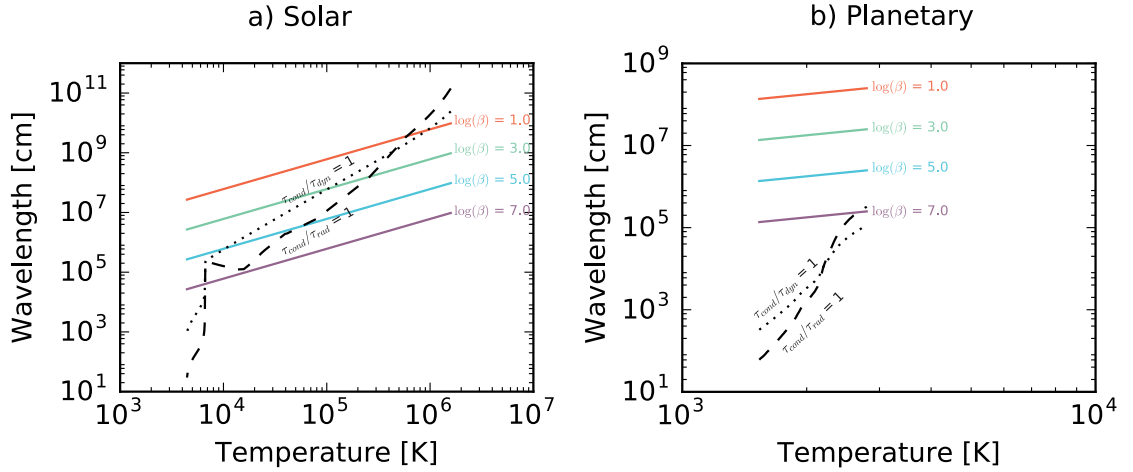 a) Solar
b) Planetary
Wavelength [cm]
10^11
10^9
10^7
10^5
10^3
10^1
log(β) = 1.0
log(β) = 3.0
log(β) = 5.0
log(β) = 7.0
τ_cond/τ_dyn = 1
τ_cond/τ_rad = 1
10^3
10^4
10^5
10^6
10^7
Temperature [K]
Wavelength [cm]
10^9
10^7
10^5
10^3
10^1
log(β) = 1.0
log(β) = 3.0
log(β) = 5.0
log(β) = 7.0
τ_cond/τ_dyn = 1
τ_cond/τ_rad = 1
10^3
10^4
Temperature [K]